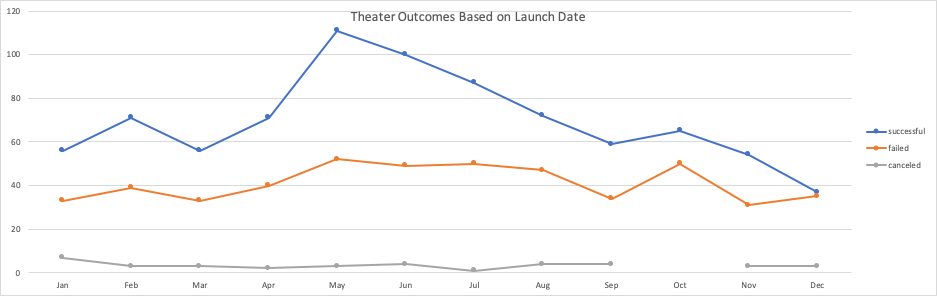 Theater Outcomes Based on Launch Date
120
100
80
60
40
20
0
Jan Feb Mar Apr May Jun Jul Aug Sep Oct Nov Dec
successful
failed
canceled